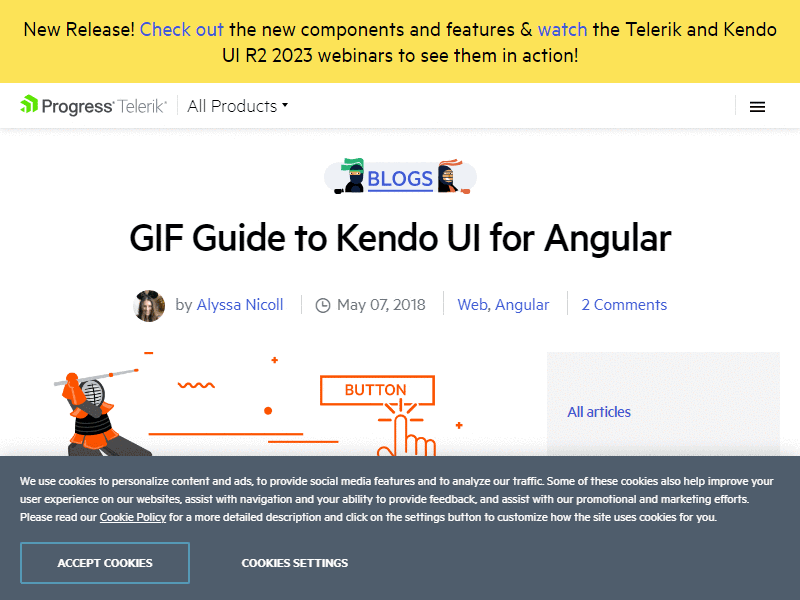 New Release! Check out the new components and features & watch the Telerik and Kendo
UI R2 2023 webinars to see them in action!
Progress Telerik All Products
BLOGS
GIF Guide to Kendo UI for Angular
by Alyssa Nicoll May 07, 2018 Web, Angular 2 Comments
BUTTON
All articles
We use cookies to personalize content and ads, to provide social media features and to analyze our traffic. Some of these cookies also help improve your
user experience on our websites, assist with navigation and your ability to provide feedback, and assist with our promotional and marketing efforts.
Please read our Cookie Policy for a more detailed description and click on the settings button to customize how the site uses cookies for you.
ACCEPT COOKIES COOKIES SETTINGS